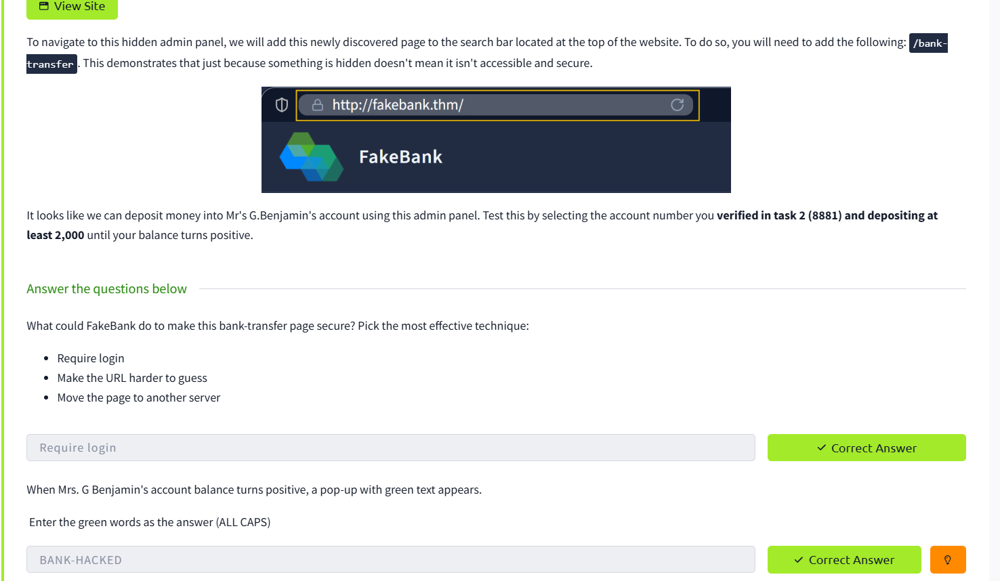 View Site
To navigate to this hidden admin panel, we will add this newly discovered page to the search bar located at the top of the website. To do so, you will need to add the following: /bank-
transfer. This demonstrates that just because something is hidden doesn't mean it isn't accessible and secure.
http://fakebank.thm/
FakeBank
It looks like we can deposit money into Mr's G.Benjamin's account using this admin panel. Test this by selecting the account number you verified in task 2 (8881) and depositing at
least 2,000 until your balance turns positive.
Answer the questions below
What could FakeBank do to make this bank-transfer page secure? Pick the most effective technique:
• Require login
• Make the URL harder to guess
• Move the page to another server
Require login
Correct Answer
When Mrs. G Benjamin's account balance turns positive, a pop-up with green text appears.
Enter the green words as the answer (ALL CAPS)
BANK-HACKED
Correct Answer